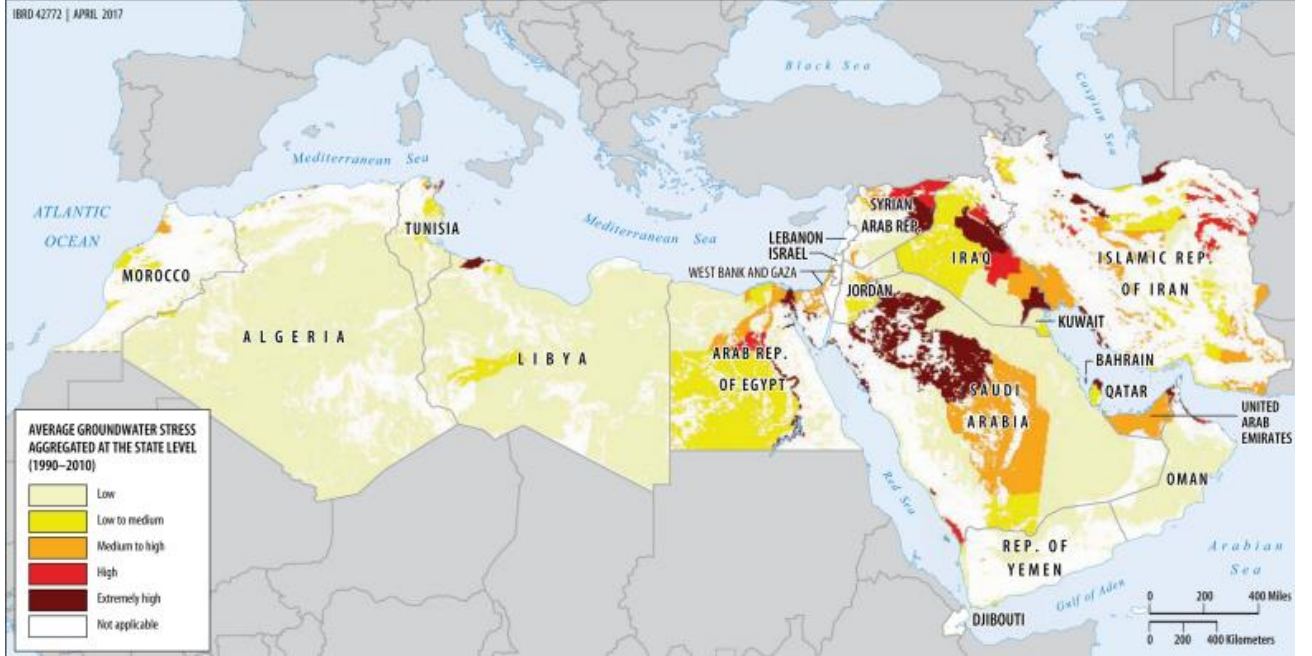 IBRD 42772 | APRIL 2017
Black Sea
Caspian Sea
Mediterranean Sea
ATLANTIC
OCEAN
TUNISIA
Mediterranean Sea
SYRIAN
ARAB REP.
LEBANON
ISRAEL
WEST BANK AND GAZA
IRAQ
ISLAMIC REP.
OF IRAN
MOROCCO
JORDAN
ALGERIA
LIBYA
ARAB REP.
OF EGYPT
KUWAIT
BAHRAIN
QATAR
SAUDI
ARABIA
UNITED
ARAB
EMIRATES
OMAN
Red Sea
REP. OF
YEMEN
Arabian
Sea
Gulf of Aden
DJIBOUTI
AVERAGE GROUNDWATER STRESS
AGGREGATED AT THE STATE LEVEL
(1990–2010)
Low
Low to medium
Medium to high
High
Extremely high
Not applicable
0 200 400 Miles
0 200 400 Kilometers